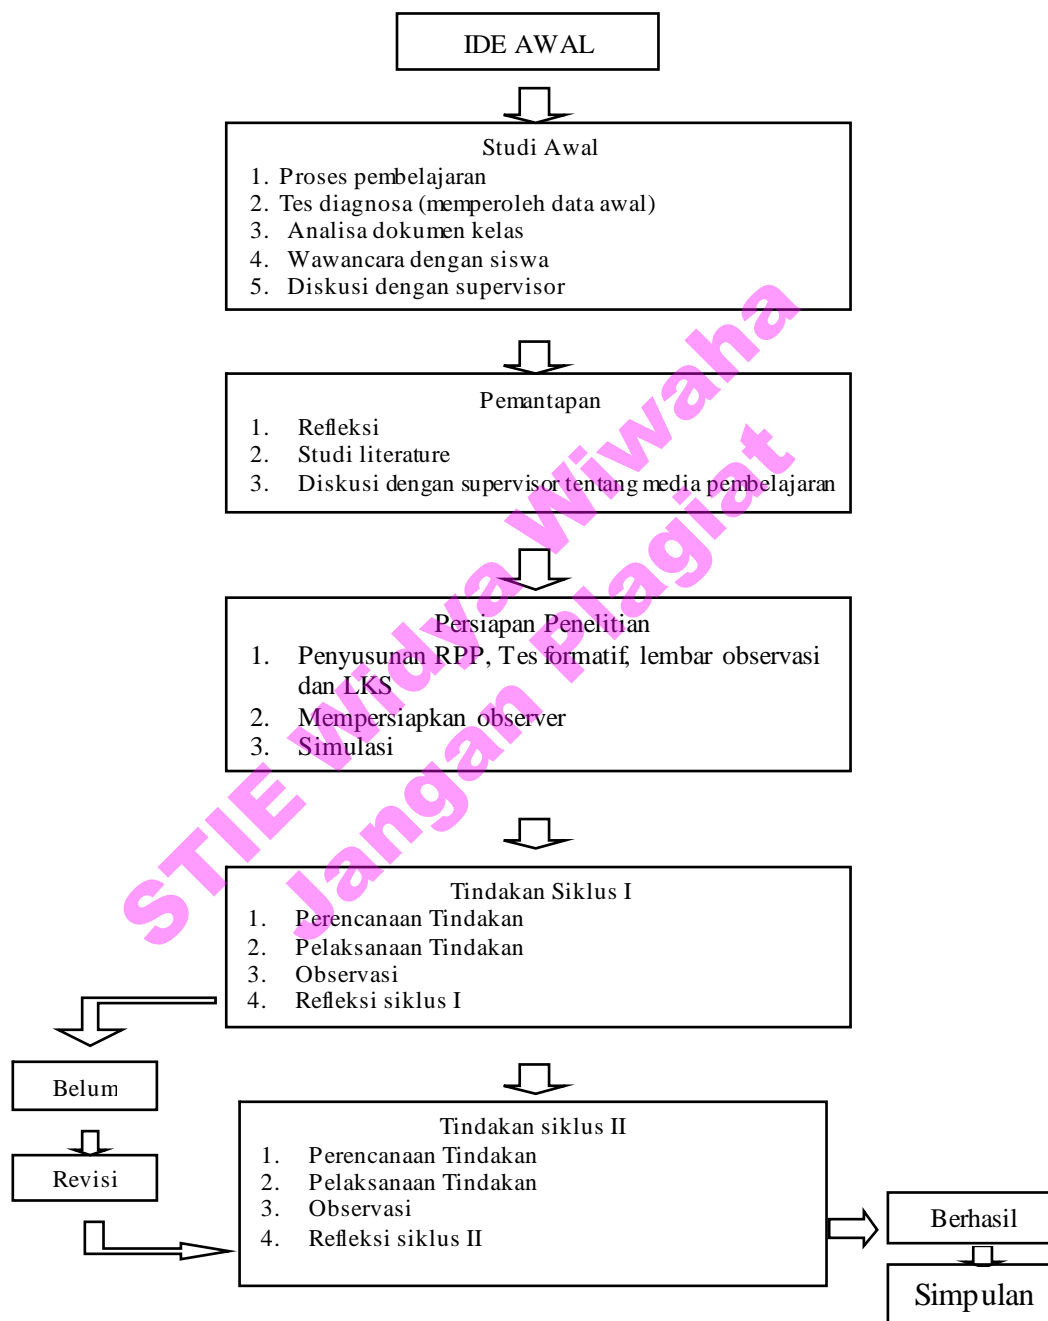 IDE AWAL
Studi Awal
1. Proses pembelajaran
2. Tes diagnosa (memperoleh data awal)
3. Analisa dokumen kelas
4. Wawancara dengan siswa
5. Diskusi dengan supervisor
Pemantapan
1. Refleksi
2. Studi literature
3. Diskusi dengan supervisor tentang media pembelajaran
Persiapan Penelitian
1. Penyusunan RPP, Tes formatif, lembar observasi
dan LKS
2. Mempersiapkan observer
3. Simulasi
Tindakan Siklus I
1. Perencanaan Tindakan
2. Pelaksanaan Tindakan
3. Observasi
4. Refleksi siklus I
Belum
Revisi
Tindakan siklus II
1. Perencanaan Tindakan
2. Pelaksanaan Tindakan
3. Observasi
4. Refleksi siklus II
Berhasil
Simpulan
STIE Widya Wiwaha
Jangan Plagiat